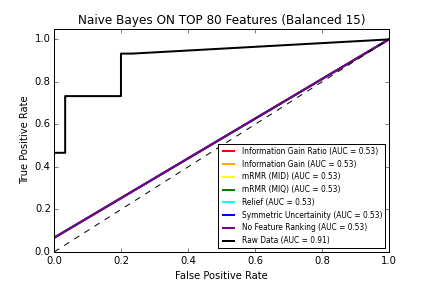 Naive Bayes ON TOP 80 Features (Balanced 15)
1.0
0.8
0.6
0.4
0.2
0.0
True Positive Rate
Information Gain Ratio (AUC = 0.53)
Information Gain (AUC = 0.53)
mRMR (MID) (AUC = 0.53)
mRMR (MIQ) (AUC = 0.53)
Relief (AUC = 0.53)
Symmetric Uncertainity (AUC = 0.53)
No Feature Ranking (AUC = 0.53)
Raw Data (AUC = 0.91)
0.0 0.2 0.4 0.6 0.8 1.0
False Positive Rate